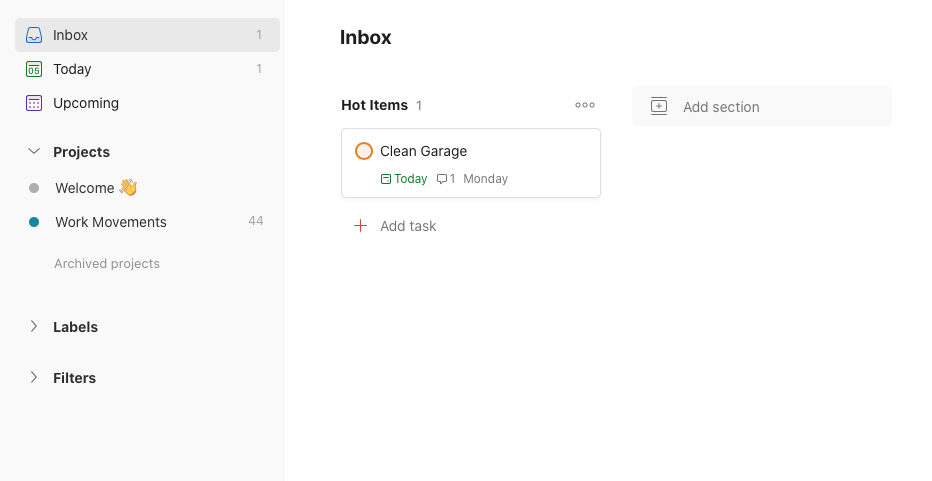 Inbox 1
05 Today 1
Upcoming
Projects
Welcome 👋
Work Movements 44
Archived projects
Labels
Filters
Inbox
Hot Items 1
Clean Garage
Today 1 Monday
Add task
Add section